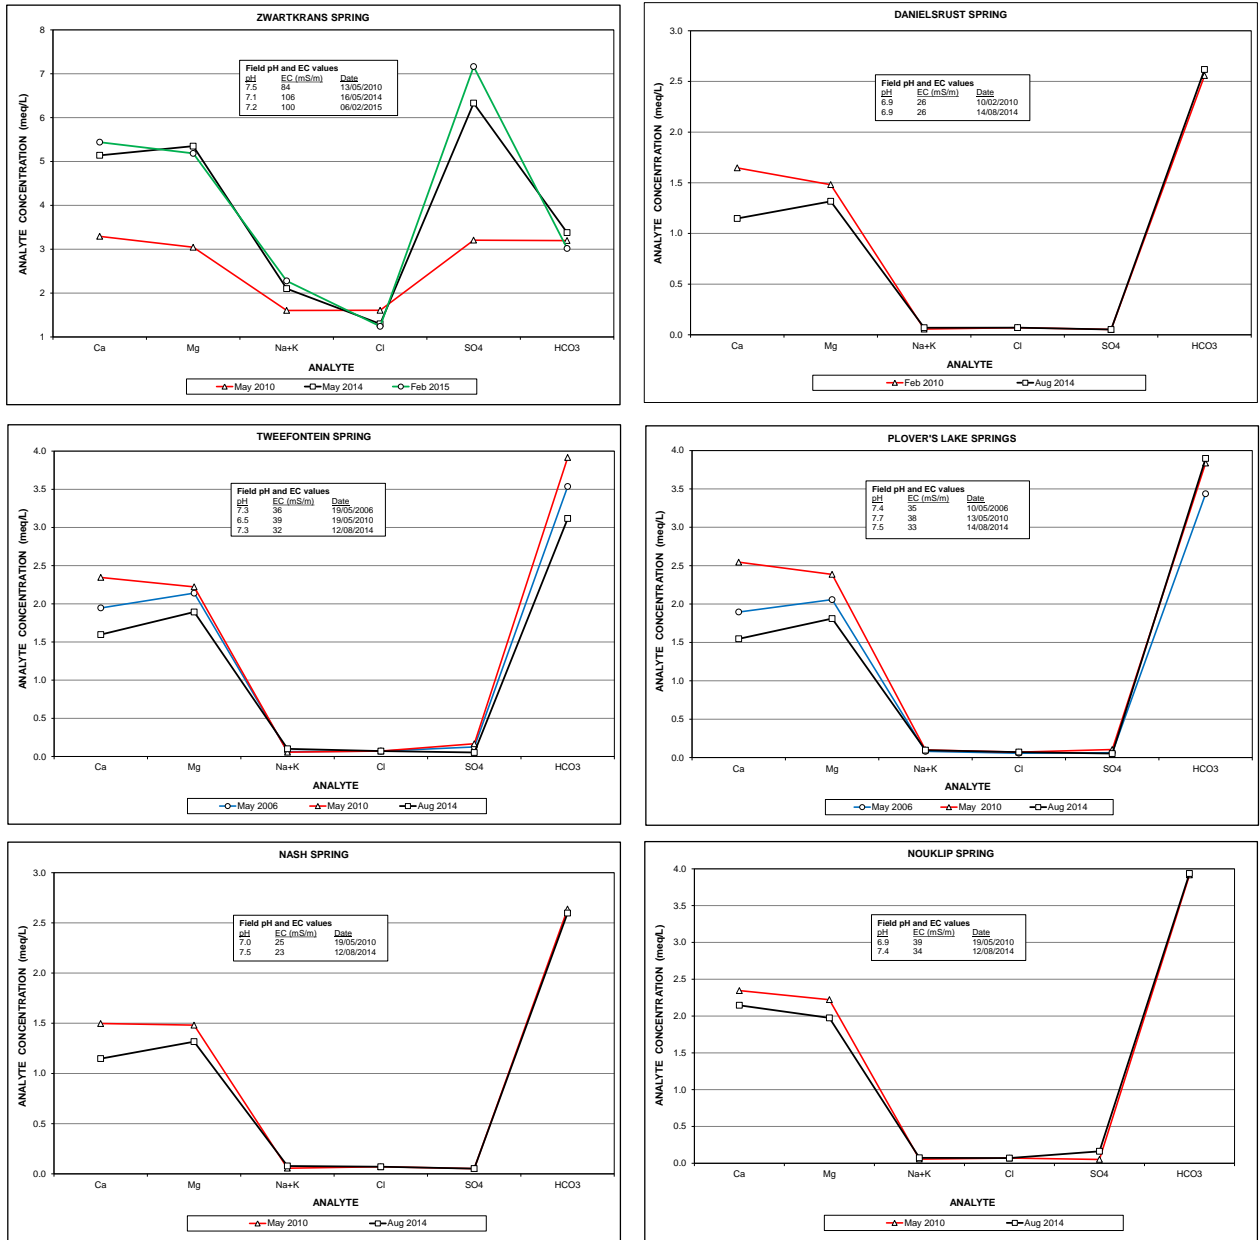 ZWARTKRANS SPRING
ANALYTE CONCENTRATION (meq/L)
8
7
6
5
4
3
2
1
Field pH and EC values
pH EC (mS/m) Date
7.5 84 13/05/2010
7.1 106 16/05/2014
7.2 100 06/02/2015
Ca Mg Na+K Cl SO4 HCO3
ANALYTE
May 2010 May 2014 Feb 2015
DANIELSRUST SPRING
ANALYTE CONCENTRATION (meq/L)
3.0
2.5
2.0
1.5
1.0
0.5
0.0
Field pH and EC values
pH EC (mS/m) Date
6.9 26 10/02/2010
6.9 26 14/08/2014
Ca Mg Na+K Cl SO4 HCO3
ANALYTE
Feb 2010 Aug 2014
TWEEFONTEIN SPRING
ANALYTE CONCENTRATION (meq/L)
4.0
3.5
3.0
2.5
2.0
1.5
1.0
0.5
0.0
Field pH and EC values
pH EC (mS/m) Date
7.3 36 19/05/2006
6.5 39 19/05/2010
7.3 32 12/08/2014
Ca Mg Na+K Cl SO4 HCO3
ANALYTE
May 2006 May 2010 Aug 2014
PLOVER'S LAKE SPRINGS
ANALYTE CONCENTRATION (meq/L)
4.0
3.5
3.0
2.5
2.0
1.5
1.0
0.5
0.0
Field pH and EC values
pH EC (mS/m) Date
7.4 35 10/05/2006
7.7 38 13/05/2010
7.5 33 14/08/2014
Ca Mg Na+K Cl SO4 HCO3
ANALYTE
May 2006 May 2010 Aug 2014
NASH SPRING
ANALYTE CONCENTRATION (meq/L)
3.0
2.5
2.0
1.5
1.0
0.5
0.0
Field pH and EC values
pH EC (mS/m) Date
7.0 25 19/05/2010
7.5 23 12/08/2014
Ca Mg Na+K Cl SO4 HCO3
ANALYTE
May 2010 Aug 2014
NOUKLIP SPRING
ANALYTE CONCENTRATION (meq/L)
4.0
3.5
3.0
2.5
2.0
1.5
1.0
0.5
0.0
Field pH and EC values
pH EC (mS/m) Date
6.9 39 19/05/2010
7.4 34 12/08/2014
Ca Mg Na+K Cl SO4 HCO3
ANALYTE
May 2010 Aug 2014